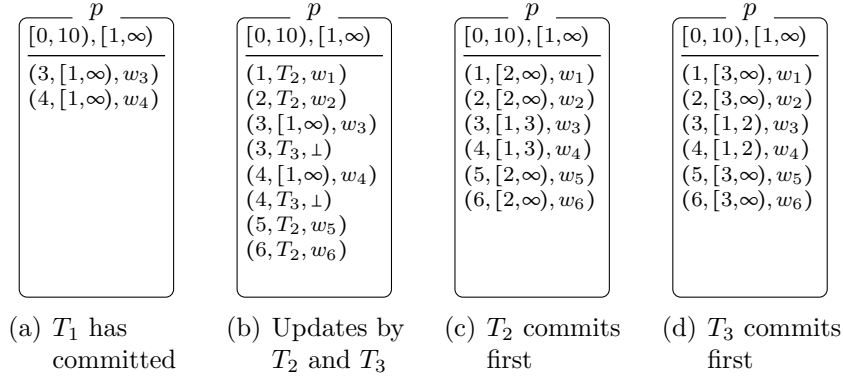 p
[0, 10), [1,∞)
(3, [1,∞), w₃)
(4, [1,∞), w₄)
(a) T₁ has
committed
p
[0, 10), [1,∞)
(1, T₂, w₁)
(2, T₂, w₂)
(3, [1,∞), w₃)
(3, T₃, ⊥)
(4, [1,∞), w₄)
(4, T₃, ⊥)
(5, T₂, w₅)
(6, T₂, w₆)
(b) Updates by
T₂ and T₃
p
[0, 10), [1,∞)
(1, [2,∞), w₁)
(2, [2,∞), w₂)
(3, [1, 3), w₃)
(4, [1, 3), w₄)
(5, [2,∞), w₅)
(6, [2,∞), w₆)
(c) T₂ commits
first
p
[0, 10), [1,∞)
(1, [3,∞), w₁)
(2, [3,∞), w₂)
(3, [1, 2), w₃)
(4, [1, 2), w₄)
(5, [3,∞), w₅)
(6, [3,∞), w₆)
(d) T₃ commits
first